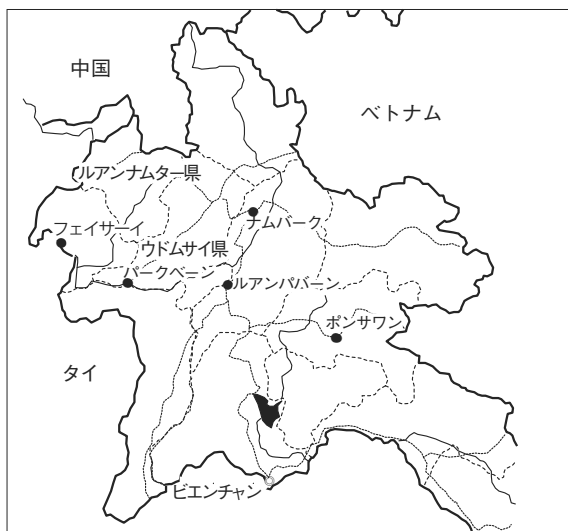 中国
ベトナム
ルアンナムター県
ナムバーク
フェイサーイ
ウドムサイ県
パークベーン
ルアンパバーン
ポンサワン
タイ
ビエンチャン